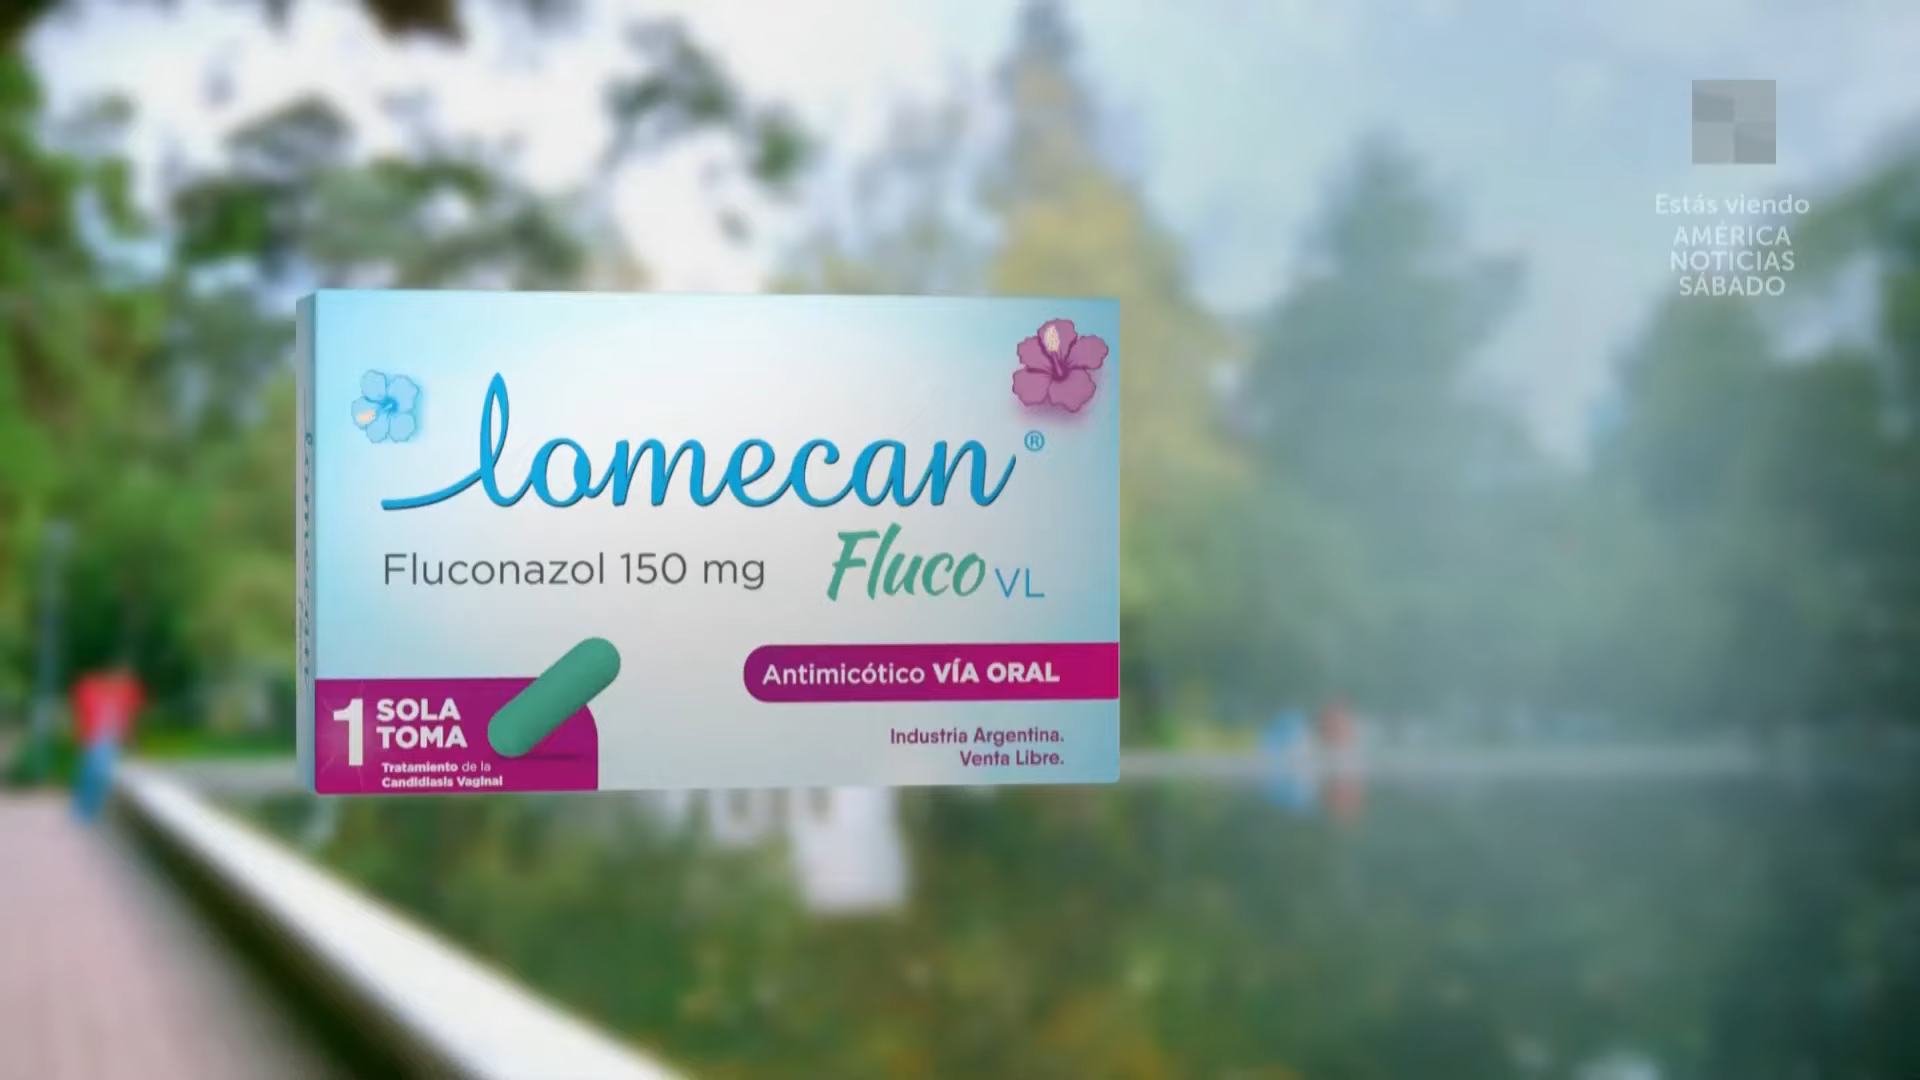 Estás viendo
AMÉRICA
NOTICIAS
SÁBADO
lomecan®
Fluconazol 150 mg Fluco VL
Antimicótico VÍA ORAL
1 SOLA
TOMA
Tratamiento de la
Candidiasis Vaginal
Industria Argentina.
Venta Libre.